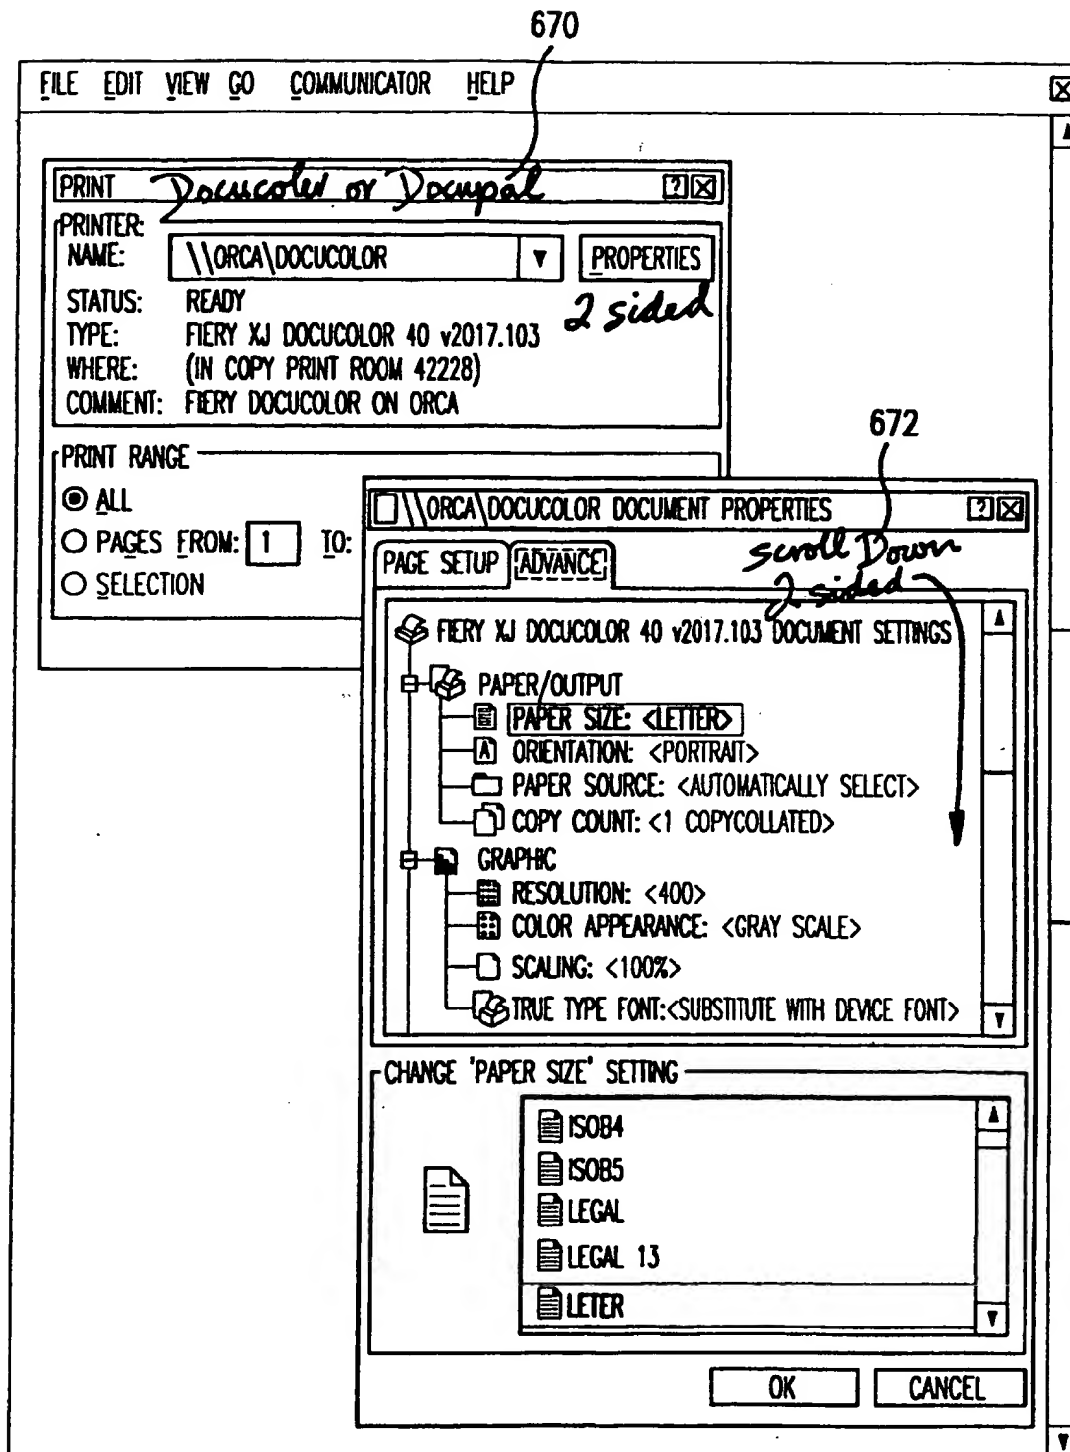 670
FILE EDIT VIEW GO COMMUNICATOR HELP
PRINT Docucolor or Docupal
PRINTER:
NAME: \\ORCA\DOCUCOLOR PROPERTIES
2 sided
STATUS: READY
TYPE: FIERY XJ DOCUCOLOR 40 v2017.103
WHERE: (IN COPY PRINT ROOM 42228)
COMMENT: FIERY DOCUCOLOR ON ORCA
672
PRINT RANGE
ALL
PAGES FROM: 1 TO:
SELECTION
\\ORCA\DOCUCOLOR DOCUMENT PROPERTIES
PAGE SETUP ADVANCE
scroll Down
2 sided
FIERY XJ DOCUCOLOR 40 v2017.103 DOCUMENT SETTINGS
PAPER/OUTPUT
PAPER SIZE: <LETTER>
ORIENTATION: <PORTRAIT>
PAPER SOURCE: <AUTOMATICALLY SELECT>
COPY COUNT: <1 COPYCOLLATED>
GRAPHIC
RESOLUTION: <400>
COLOR APPEARANCE: <GRAY SCALE>
SCALING: <100%>
TRUE TYPE FONT:<SUBSTITUTE WITH DEVICE FONT>
CHANGE 'PAPER SIZE' SETTING
ISOB4
ISOB5
LEGAL
LEGAL 13
LETER
OK CANCEL